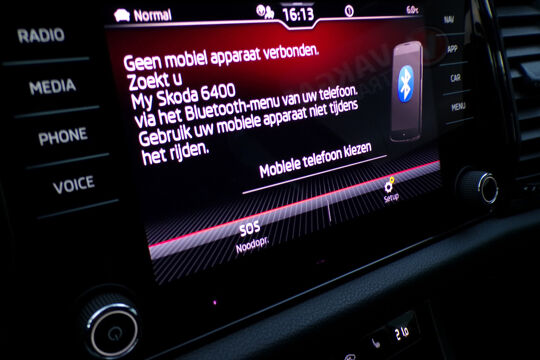 Normal
16:13
6.0
Geen mobiel apparaat verbonden.
Zoekt u
My Skoda 6400
via het Bluetooth-menu van uw telefoon.
Gebruik uw mobiele apparaat niet tijdens
het rijden.
Mobiele telefoon kiezen
SOS
Noodopr.
Setup
RADIO
MEDIA
PHONE
VOICE
NAV
APP
CAR
MENU